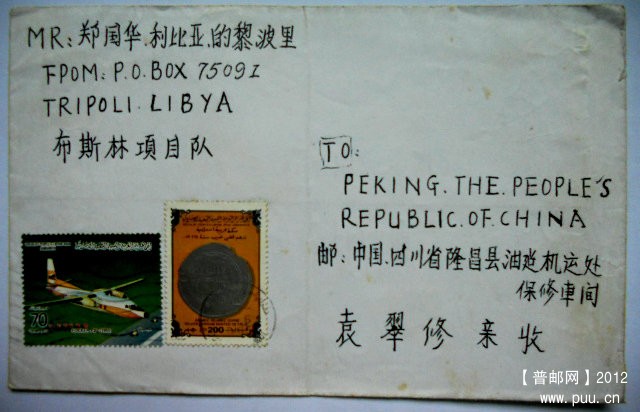 MR:郑国华.利比亚.的黎.波里
FPOM:P.O.BOX 75091
TRIPOLI.LIBYA
布斯林项目队
TO:
PEKING.THE.PEOPLE'S
REPUBLIC.OF.CHINA
邮:中国.四川省隆昌县油建机运处
保修車间
袁翠修亲收
70
200
【普邮网】2012
www.puu.cn